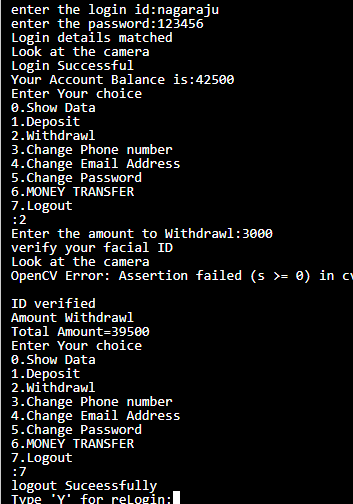 enter the login id:nagaraju
enter the password:123456
Login details matched
Look at the camera
Login Successful
Your Account Balance is:42500
Enter Your choice
0.Show Data
1.Deposit
2.Withdrawl
3.Change Phone number
4.Change Email Address
5.Change Password
6.MONEY TRANSFER
7.Logout
:2
Enter the amount to Withdrawl:3000
verify your facial ID
Look at the camera
OpenCV Error: Assertion failed (s >= 0) in cv
ID verified
Amount Withdrawl
Total Amount=39500
Enter Your choice
0.Show Data
1.Deposit
2.Withdrawl
3.Change Phone number
4.Change Email Address
5.Change Password
6.MONEY TRANSFER
7.Logout
:7
logout Suceessfully
Type 'Y' for reLogin: